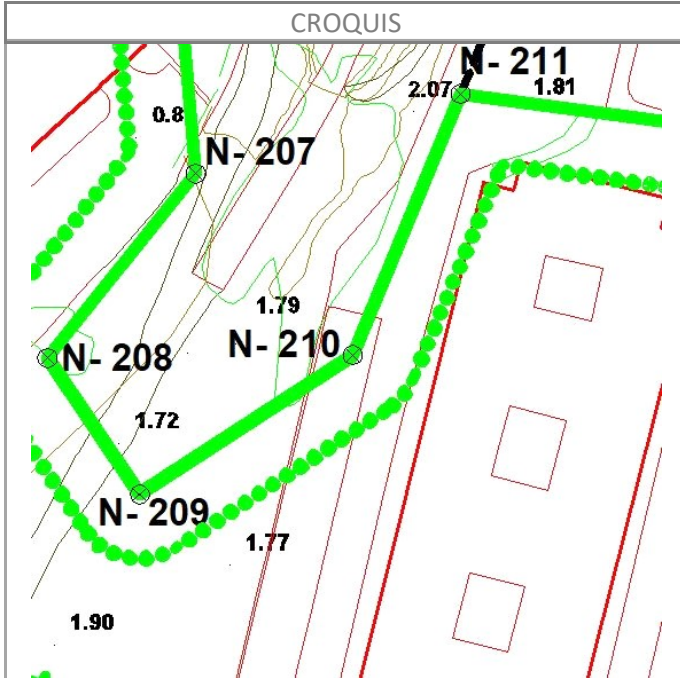 CROQUIS
N- 211
2.07
1.81
0.8
N- 207
1.79
N- 210
N- 208
1.72
N- 209
1.77
1.90